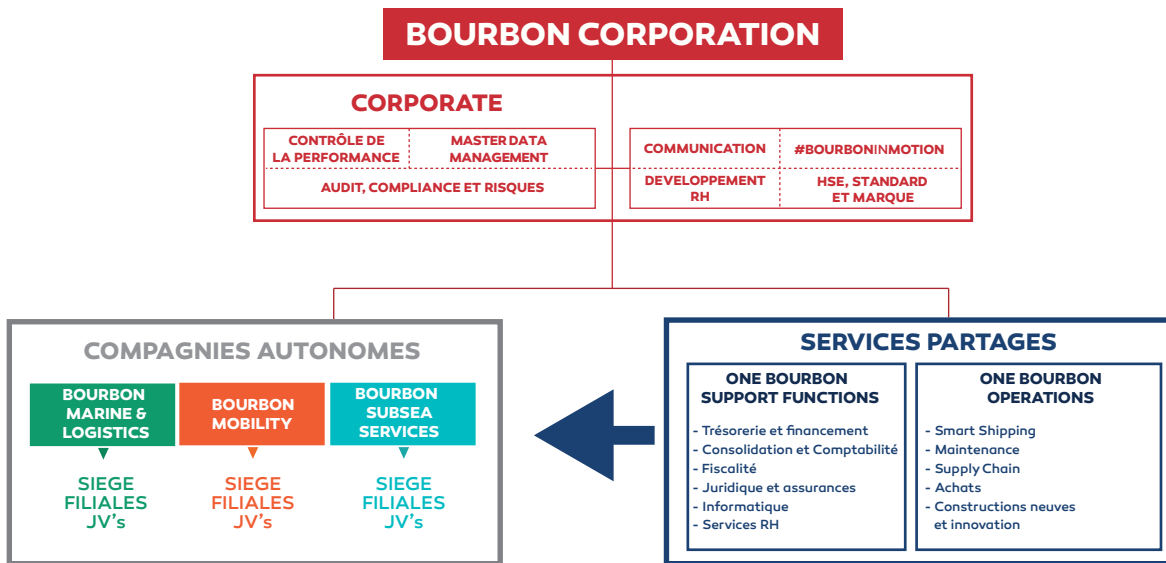 BOURBON CORPORATION
CORPORATE
CONTRÔLE DE
LA PERFORMANCE
MASTER DATA
MANAGEMENT
AUDIT, COMPLIANCE ET RISQUES
COMMUNICATION
#BOURBONINMOTION
DEVELOPPEMENT
RH
HSE, STANDARD
ET MARQUE
COMPAGNIES AUTONOMES
BOURBON
MARINE &
LOGISTICS
SIEGE
FILIALES
JV's
BOURBON
MOBILITY
SIEGE
FILIALES
JV's
BOURBON
SUBSEA
SERVICES
SIEGE
FILIALES
JV's
SERVICES PARTAGES
ONE BOURBON
SUPPORT FUNCTIONS
- Trésorerie et financement
- Consolidation et Comptabilité
- Fiscalité
- Juridique et assurances
- Informatique
- Services RH
ONE BOURBON
OPERATIONS
- Smart Shipping
- Maintenance
- Supply Chain
- Achats
- Constructions neuves
et innovation